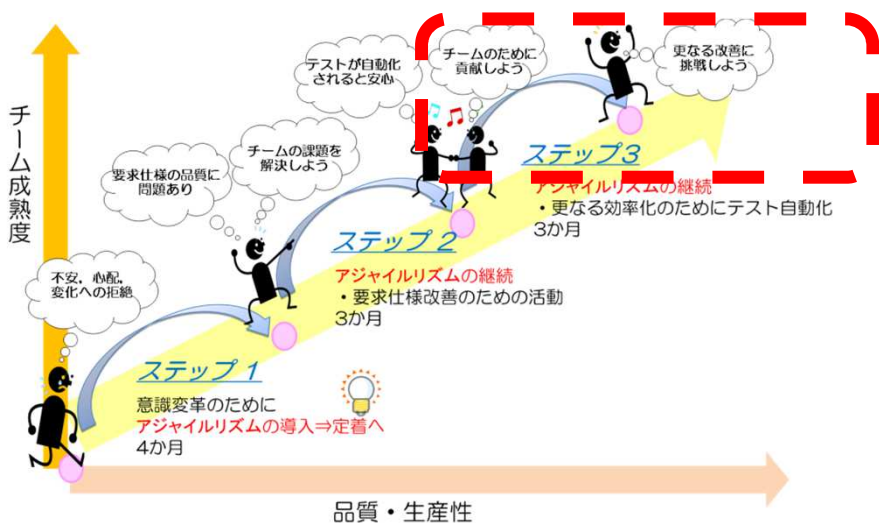 テストが自動化
されると安心
チームのために
貢献しよう
更なる改善に
挑戦しよう
チームの課題を
解決しよう
要求仕様の品質に
問題あり
不安，心配，
変化への拒絶
チーム成熟度
ステップ3
アジャイルリズムの継続
・更なる効率化のためにテスト自動化
3か月
ステップ2
アジャイルリズムの継続
・要求仕様改善のための活動
3か月
ステップ1
意識変革のために
アジャイルリズムの導入⇒定着へ
4か月
品質・生産性